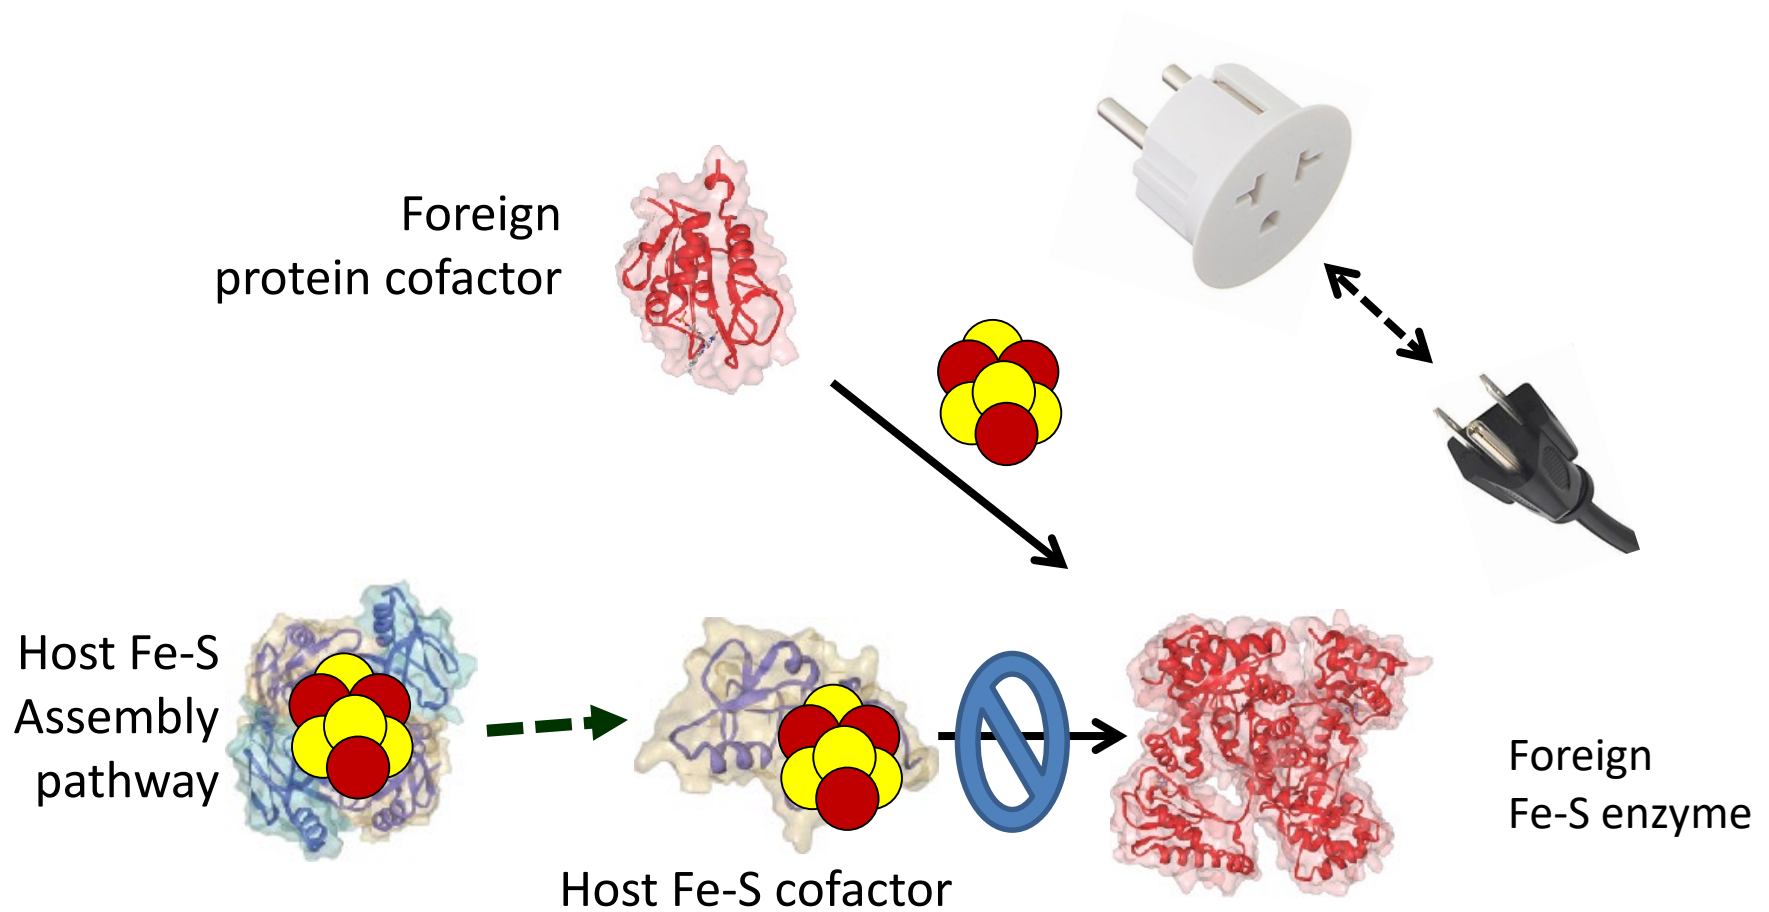 Foreign
protein cofactor
Host Fe-S
Assembly
pathway
Host Fe-S cofactor
Foreign
Fe-S enzyme